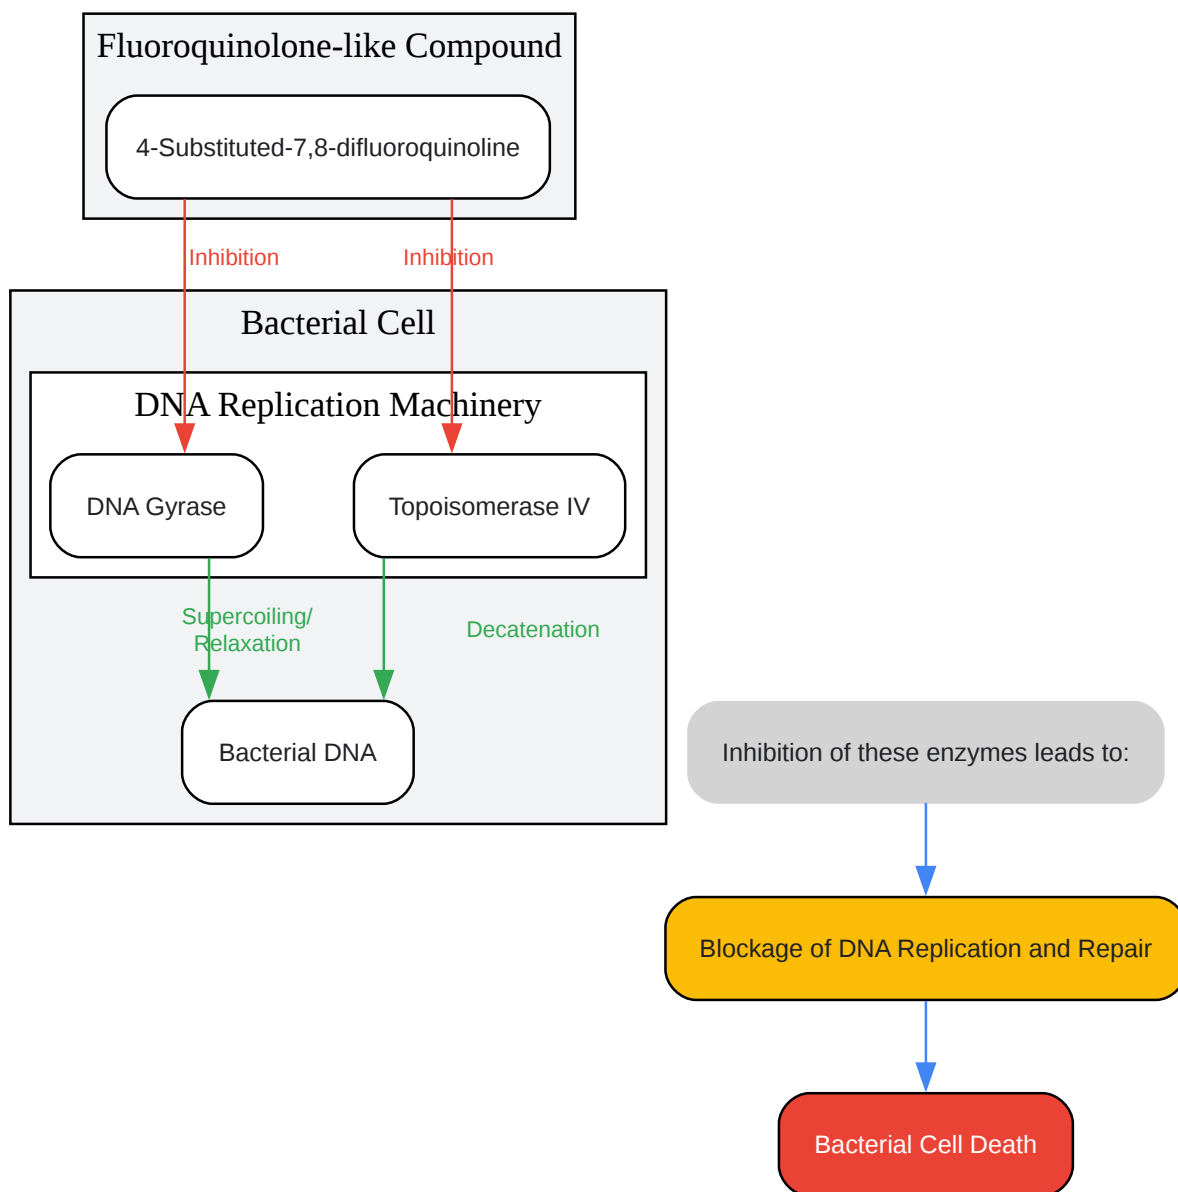 Fluoroquinolone-like Compound
4-Substituted-7,8-difluoroquinoline
Inhibition
Inhibition
Bacterial Cell
DNA Replication Machinery
DNA Gyrase
Topoisomerase IV
Supercoiling/
Relaxation
Decatenation
Bacterial DNA
Inhibition of these enzymes leads to:
Blockage of DNA Replication and Repair
Bacterial Cell Death